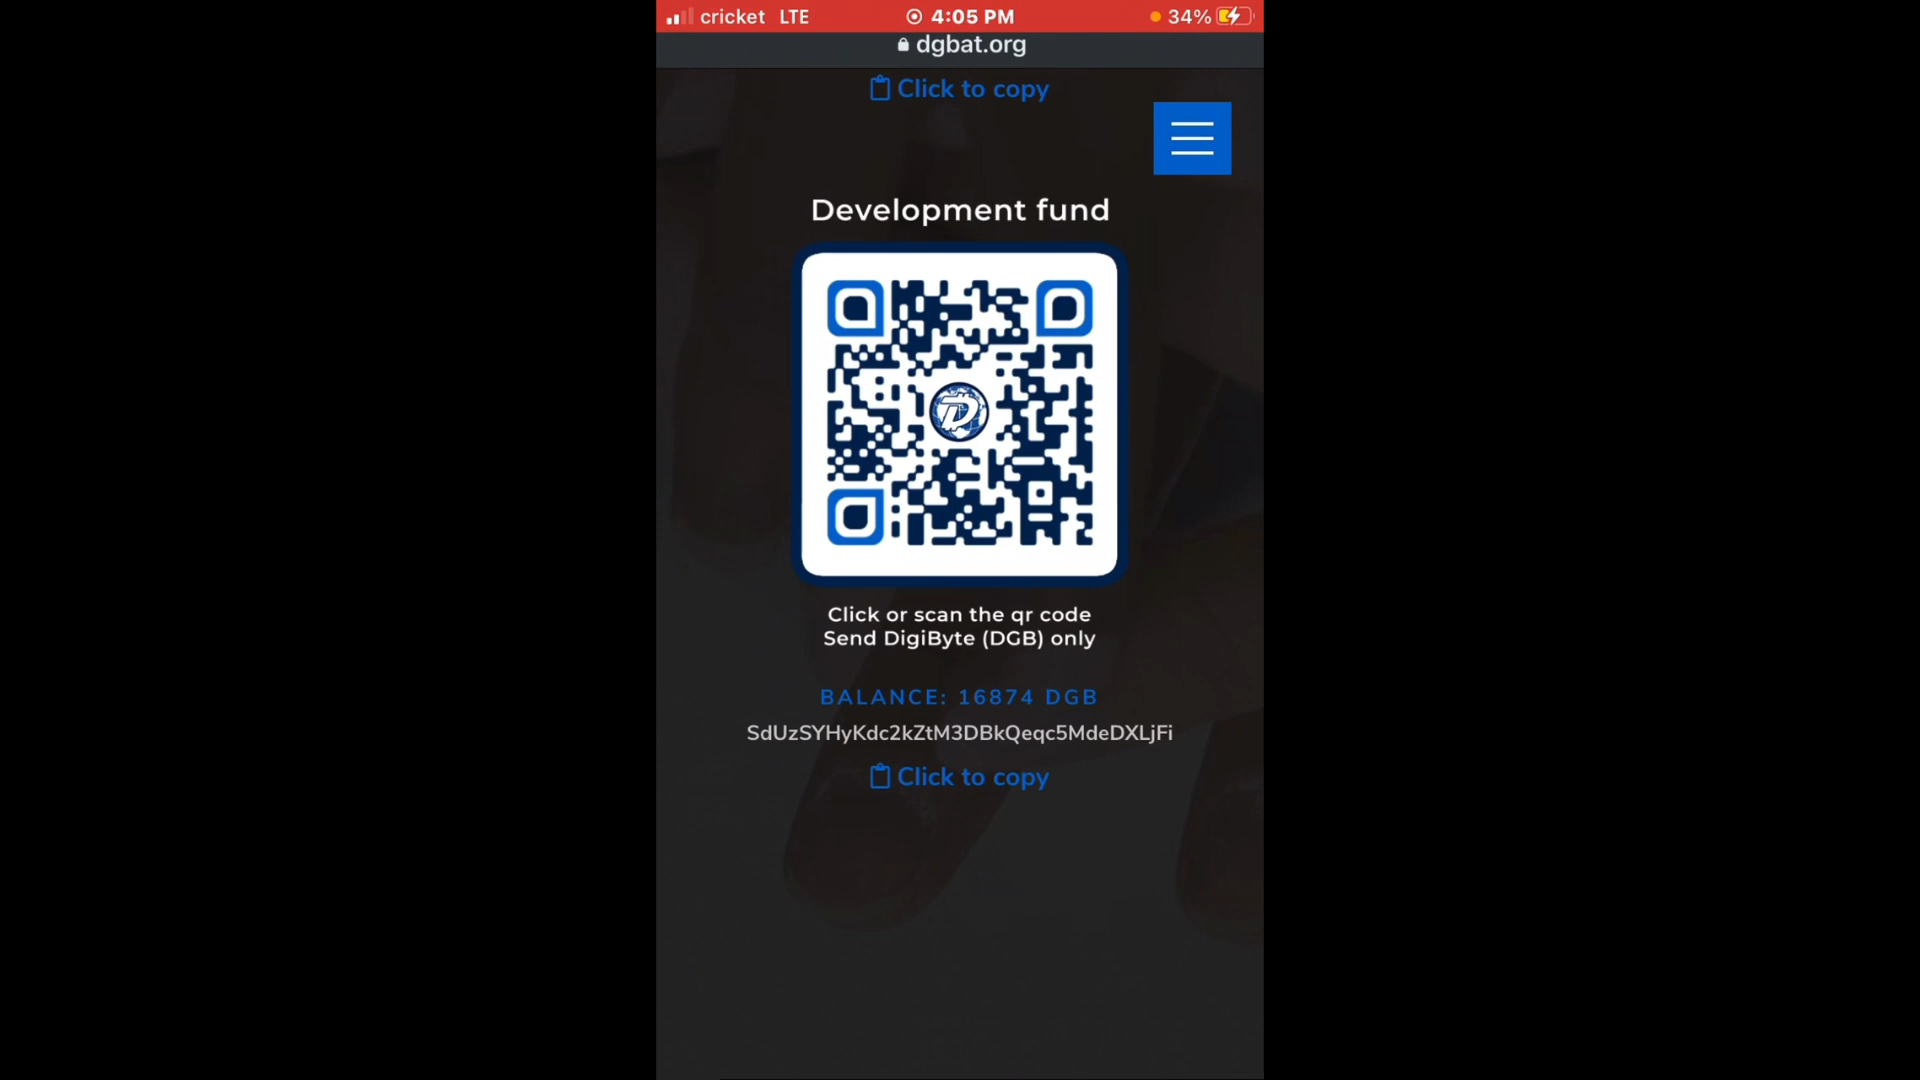 cricket LTE 4:05 PM 34%
dgbat.org
Click to copy
Development fund
Click or scan the qr code
Send DigiByte (DGB) only
BALANCE: 16874 DGB
SdUzSYHyKdc2kZtM3DBkQeqc5MdeDXLjFi
Click to copy